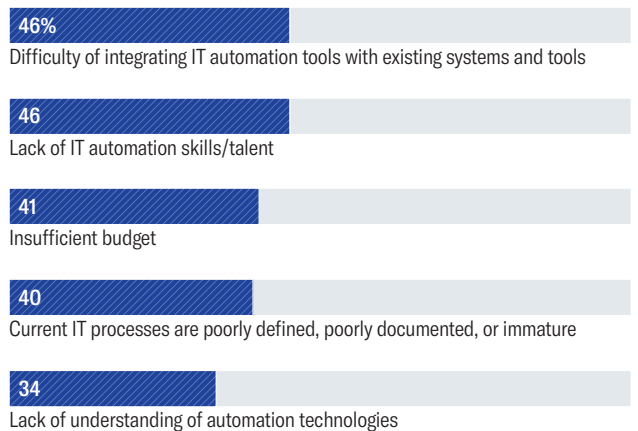 46%
Difficulty of integrating IT automation tools with existing systems and tools
46
Lack of IT automation skills/talent
41
Insufficient budget
40
Current IT processes are poorly defined, poorly documented, or immature
34
Lack of understanding of automation technologies